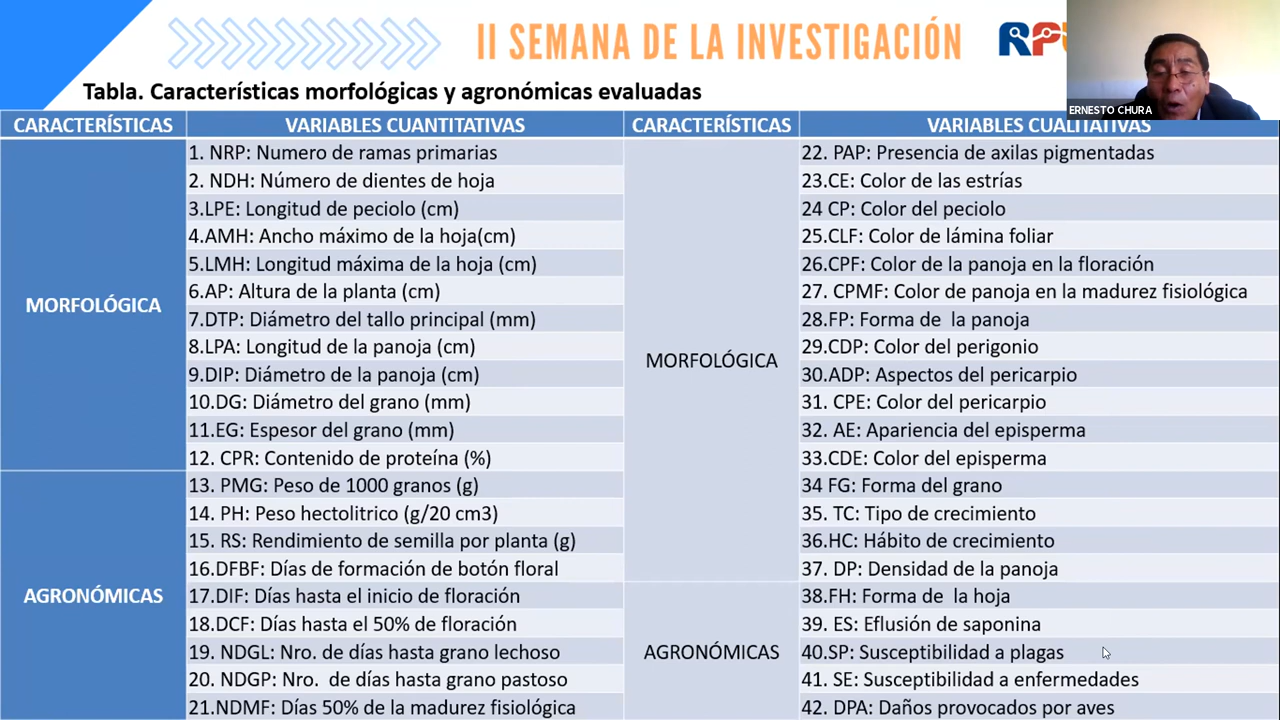 II SEMANA DE LA INVESTIGACIÓN
ERNESTO CHURA
Tabla. Características morfológicas y agronómicas evaluadas
CARACTERÍSTICAS VARIABLES CUANTITATIVAS CARACTERÍSTICAS VARIABLES CUALITATIVAS
MORFOLÓGICA
1. NRP: Numero de ramas primarias
2. NDH: Número de dientes de hoja
3.LPE: Longitud de peciolo (cm)
4.AMH: Ancho máximo de la hoja(cm)
5.LMH: Longitud máxima de la hoja (cm)
6.AP: Altura de la planta (cm)
7.DTP: Diámetro del tallo principal (mm)
8.LPA: Longitud de la panoja (cm)
9.DIP: Diámetro de la panoja (cm)
10.DG: Diámetro del grano (mm)
11.EG: Espesor del grano (mm)
12. CPR: Contenido de proteína (%)
AGRONÓMICAS
13. PMG: Peso de 1000 granos (g)
14. PH: Peso hectolitrico (g/20 cm3)
15. RS: Rendimiento de semilla por planta (g)
16.DFBF: Días de formación de botón floral
17.DIF: Días hasta el inicio de floración
18.DCF: Días hasta el 50% de floración
19. NDGL: Nro. de días hasta grano lechoso
20. NDGP: Nro. de días hasta grano pastoso
21.NDMF: Días 50% de la madurez fisiológica
MORFOLÓGICA
22. PAP: Presencia de axilas pigmentadas
23.CE: Color de las estrías
24 CP: Color del peciolo
25.CLF: Color de lámina foliar
26.CPF: Color de la panoja en la floración
27. CPMF: Color de panoja en la madurez fisiológica
28.FP: Forma de la panoja
29.CDP: Color del perigonio
30.ADP: Aspectos del pericarpio
31. CPE: Color del pericarpio
32. AE: Apariencia del episperma
33.CDE: Color del episperma
34 FG: Forma del grano
35. TC: Tipo de crecimiento
36.HC: Hábito de crecimiento
37. DP: Densidad de la panoja
AGRONÓMICAS
38.FH: Forma de la hoja
39. ES: Eflusión de saponina
40.SP: Susceptibilidad a plagas
41. SE: Susceptibilidad a enfermedades
42. DPA: Daños provocados por aves